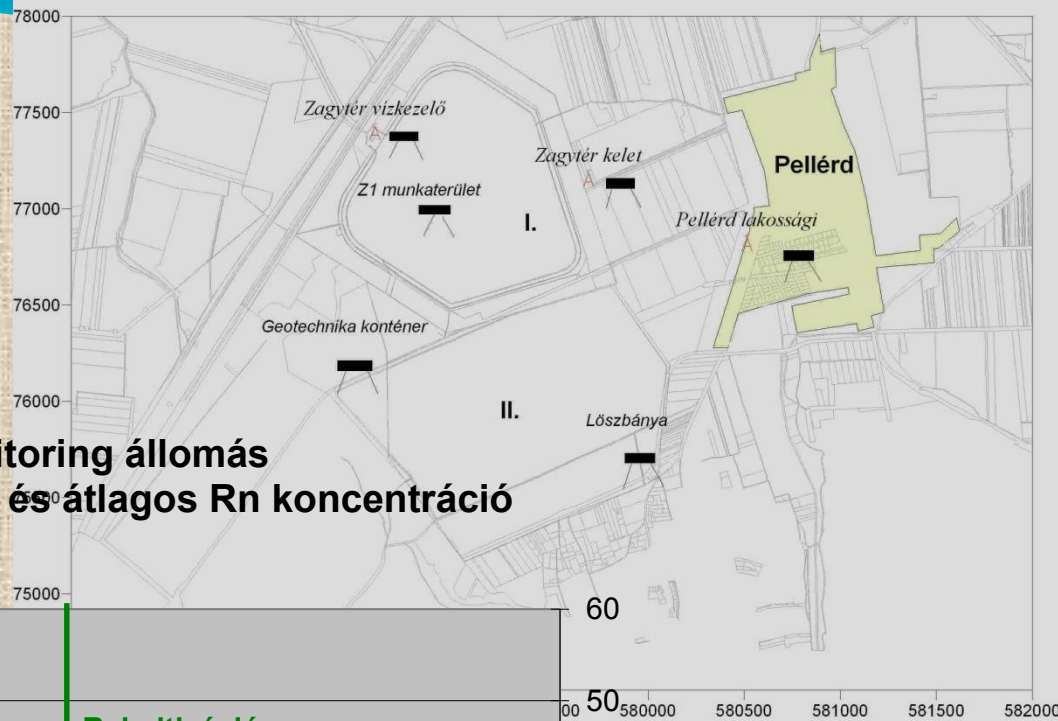 78000
77500
77000
76500
76000
75000
Zagytér vízkezelő
Z1 munkaterület
I.
Zagytér kelet
Pellérd
Pellérd lakossági
Geotechnika konténer
II.
Löszbánya
állomás
és átlagos Rn koncentráció
60
50
580000
580500
581000
581500
582000